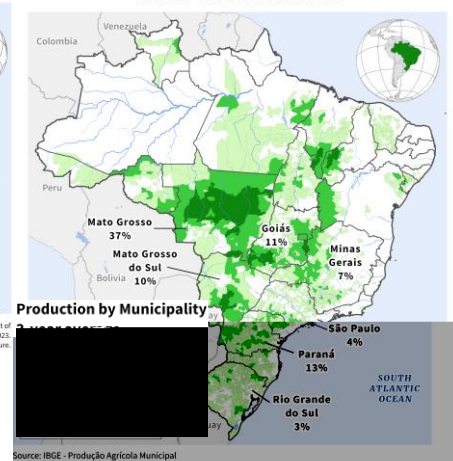 Venezuela
Colombia
Peru
Mato Grosso
37%
Goiás
11%
Mato Grosso
do Sul
10%
Minas
Gerais
7%
Bolivia
Production by Municipality
São Paulo
4%
Paraná
13%
SOUTH
ATLANTIC
OCEAN
Rio Grande
do Sul
3%
Source: IBGE - Produção Agrícola Municipal